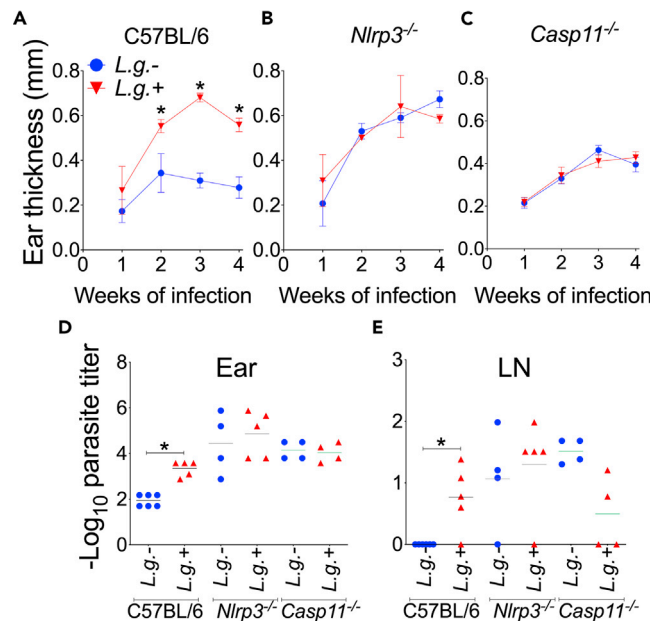 A
C57BL/6
B
Nlrp3-/-
C
Casp11-/-
Ear thickness (mm)
L.g.-
L.g.+
0.8
0.6
0.4
0.2
0.0
* * *
0 1 2 3 4
Weeks of infection
0.8
0.6
0.4
0.2
0.0
0 1 2 3 4
Weeks of infection
0.8
0.6
0.4
0.2
0.0
0 1 2 3 4
Weeks of infection
D
Ear
-Log10 parasite titer
8
6
4
2
0
*
L.g.- L.g.+ L.g.- L.g.+ L.g.- L.g.+
C57BL/6 Nlrp3-/- Casp11-/-
E
LN
3
2
1
0
*
L.g.- L.g.+ L.g.- L.g.+ L.g.- L.g.+
C57BL/6 Nlrp3-/- Casp11-/-